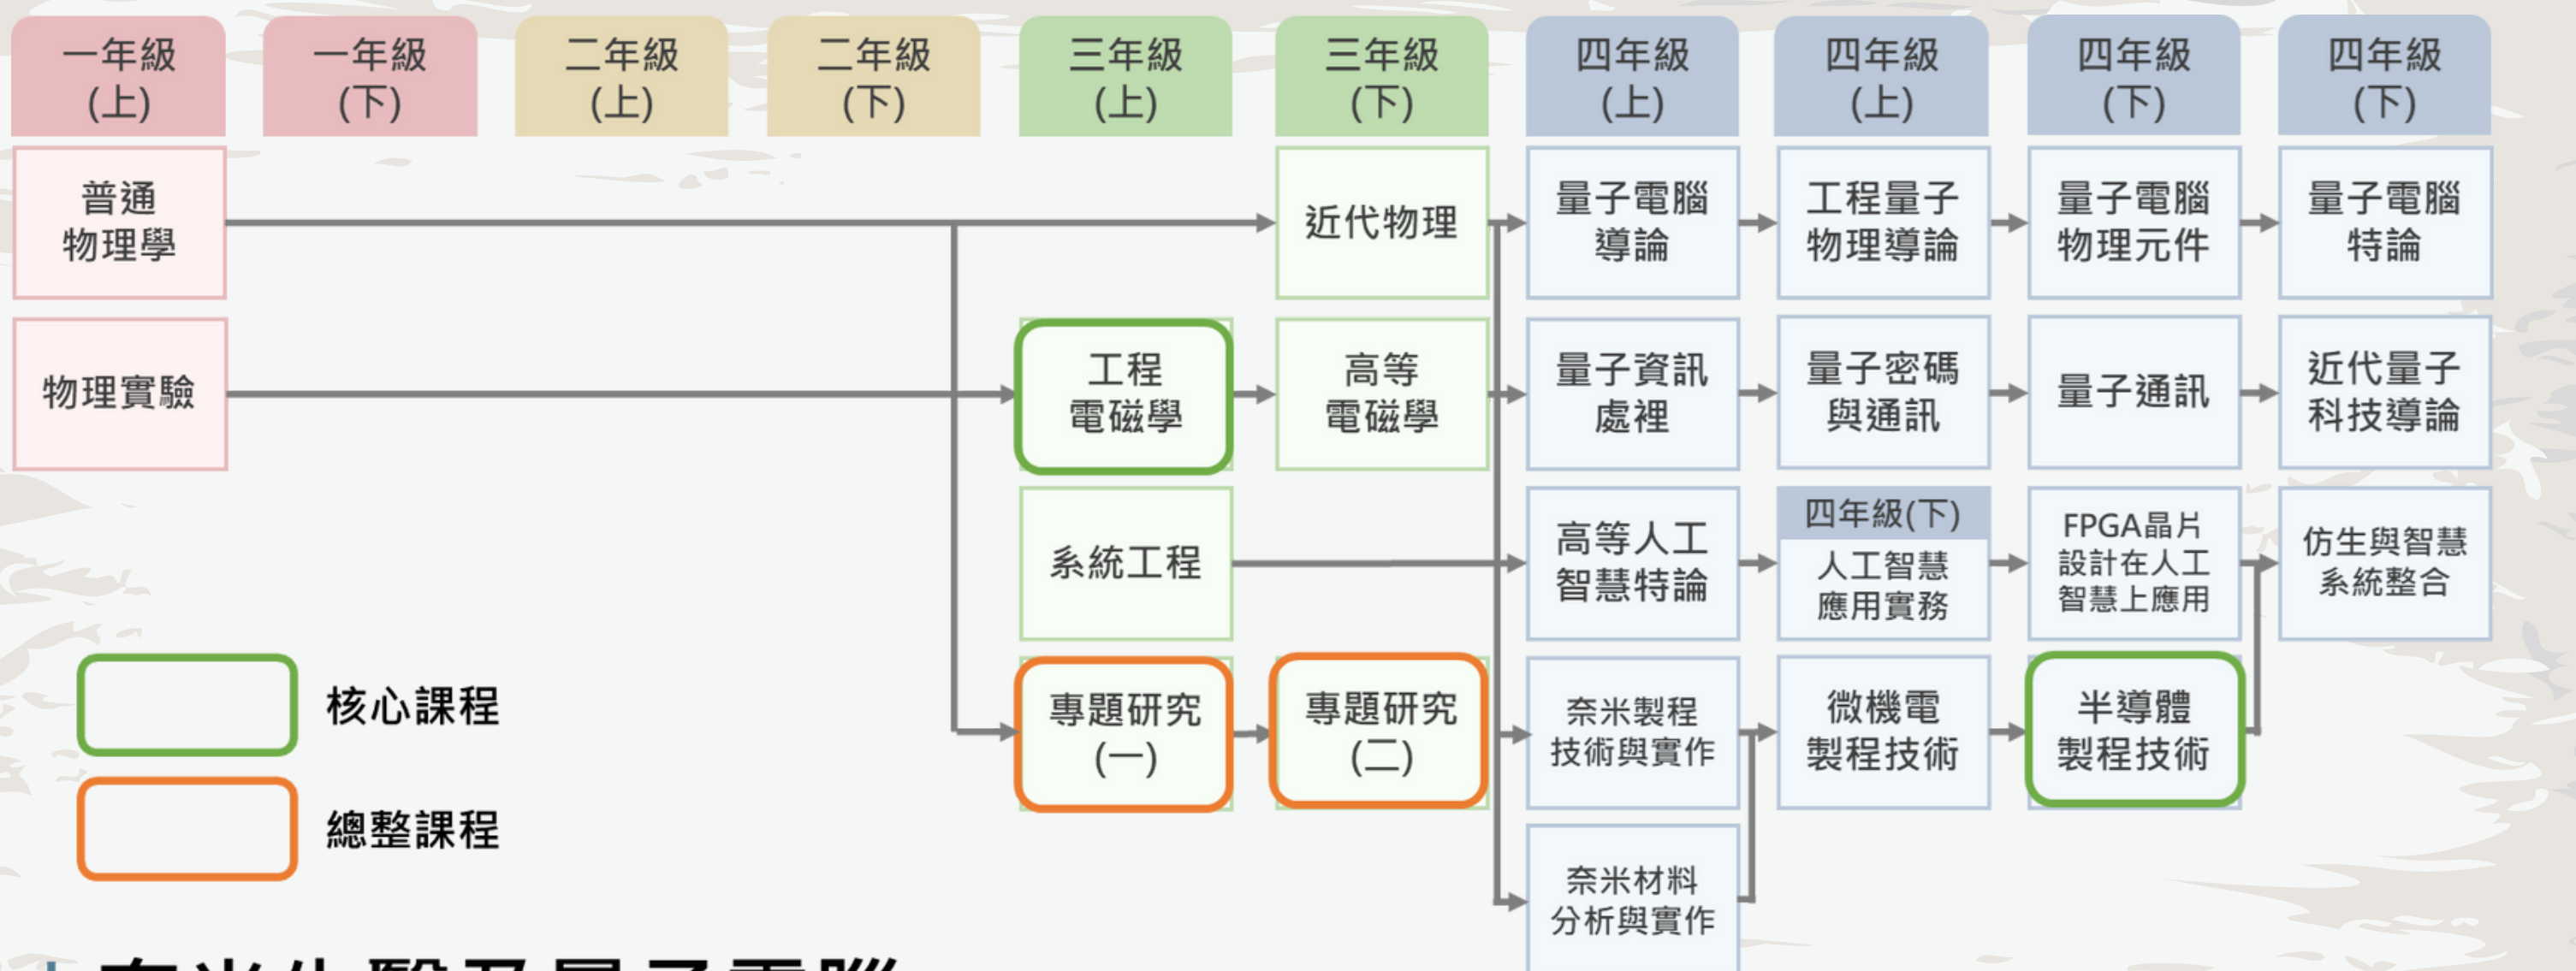 一年級
(上)
一年級
(下)
二年級
(上)
二年級
(下)
三年級
(上)
三年級
(下)
四年級
(上)
四年級
(上)
四年級
(下)
四年級
(下)
普通
物理學
近代物理
量子電腦
導論
工程量子
物理導論
量子電腦
物理元件
量子電腦
特論
物理實驗
工程
電磁學
高等
電磁學
量子資訊
處裡
量子密碼
與通訊
量子通訊
近代量子
科技導論
系統工程
高等人工
智慧特論
四年級(下)
人工智慧
應用實務
FPGA晶片
設計在人工
智慧上應用
仿生與智慧
系統整合
專題研究
(一)
專題研究
(二)
奈米製程
技術與實作
微機電
製程技術
半導體
製程技術
奈米材料
分析與實作
核心課程
總整課程